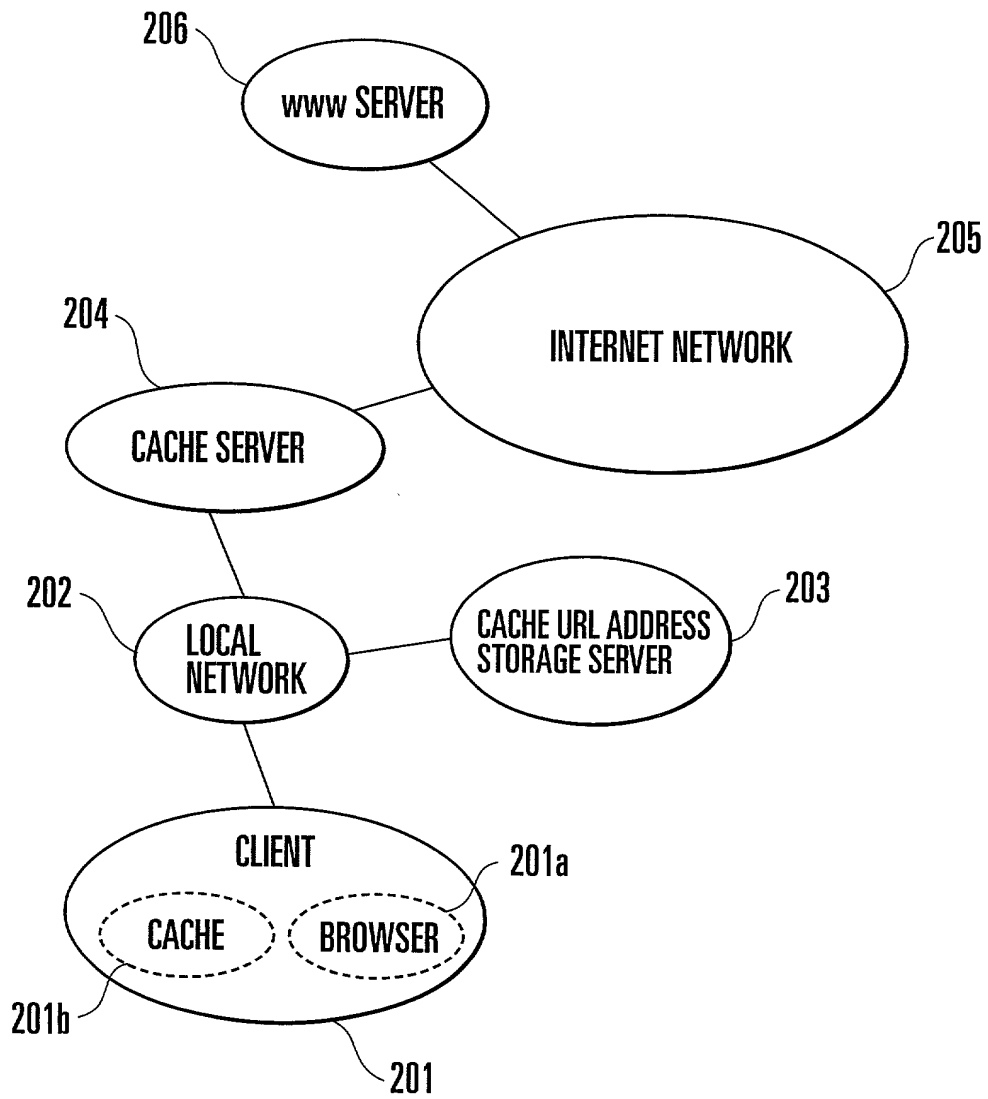 206
www SERVER
205
INTERNET NETWORK
204
CACHE SERVER
202
LOCAL
NETWORK
CACHE URL ADDRESS
STORAGE SERVER
203
CLIENT
201a
CACHE
BROWSER
201b
201